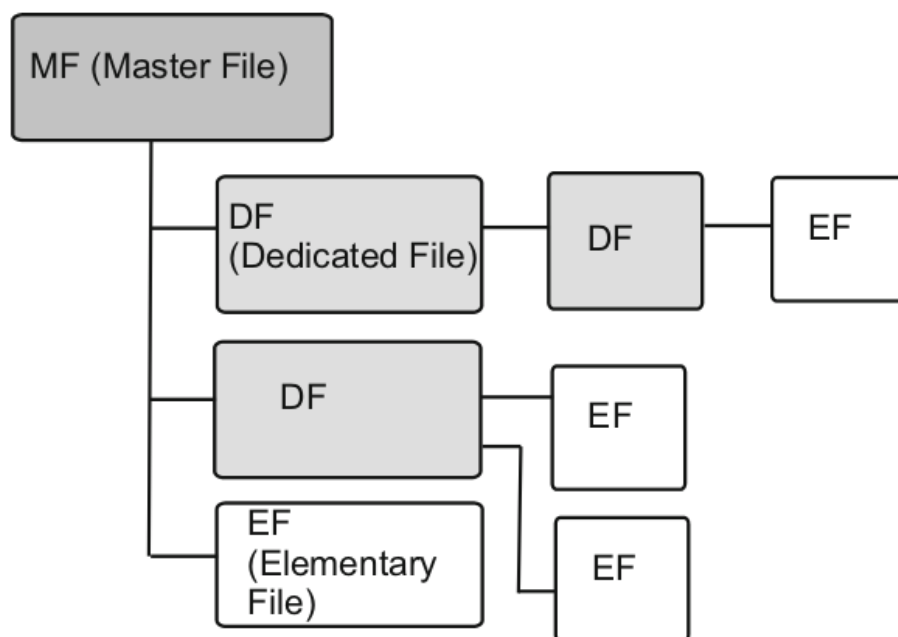 MF (Master File)
DF
(Dedicated File)
DF
EF
DF
EF
EF
(Elementary
File)
EF